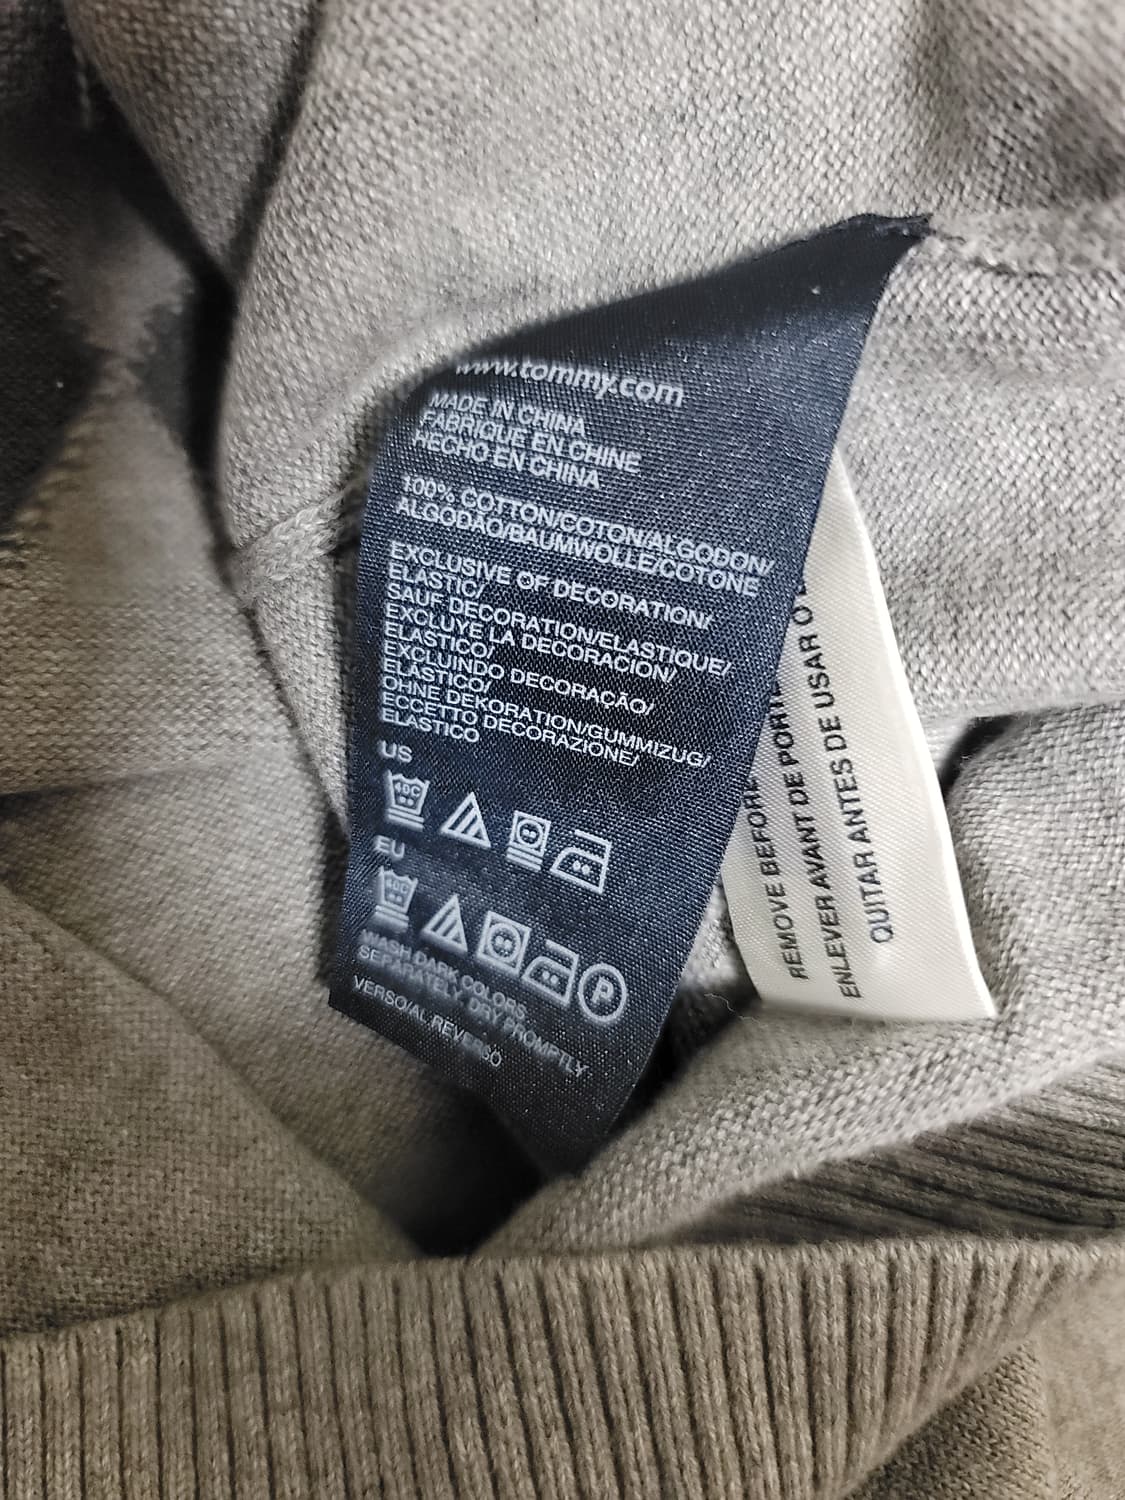 www.tommy.com
MADE IN CHINA
FABRIQUE EN CHINE
HECHO EN CHINA
100% COTTON/COTON/ALGODON/
ALGODÃO/BAUMWOLLE/COTONE
EXCLUSIVE OF DECORATION/
ELASTIC/
SAUF DECORATION/ELASTIQUE/
EXCLUYE LA DECORACION/
ELASTICO/
EXCLUINDO DECORAÇÃO/
ELÁSTICO/
OHNE DEKORATION/GUMMIZUG/
ECCETTO DECORAZIONE/
ELASTICO
US
40C
EU
40C
P
WASH DARK COLORS
SEPARATELY. DRY PROMPTLY
VERSO/AL REVERSO
REMOVE BEFORE
ENLEVER AVANT DE PORTE
QUITAR ANTES DE USAR O